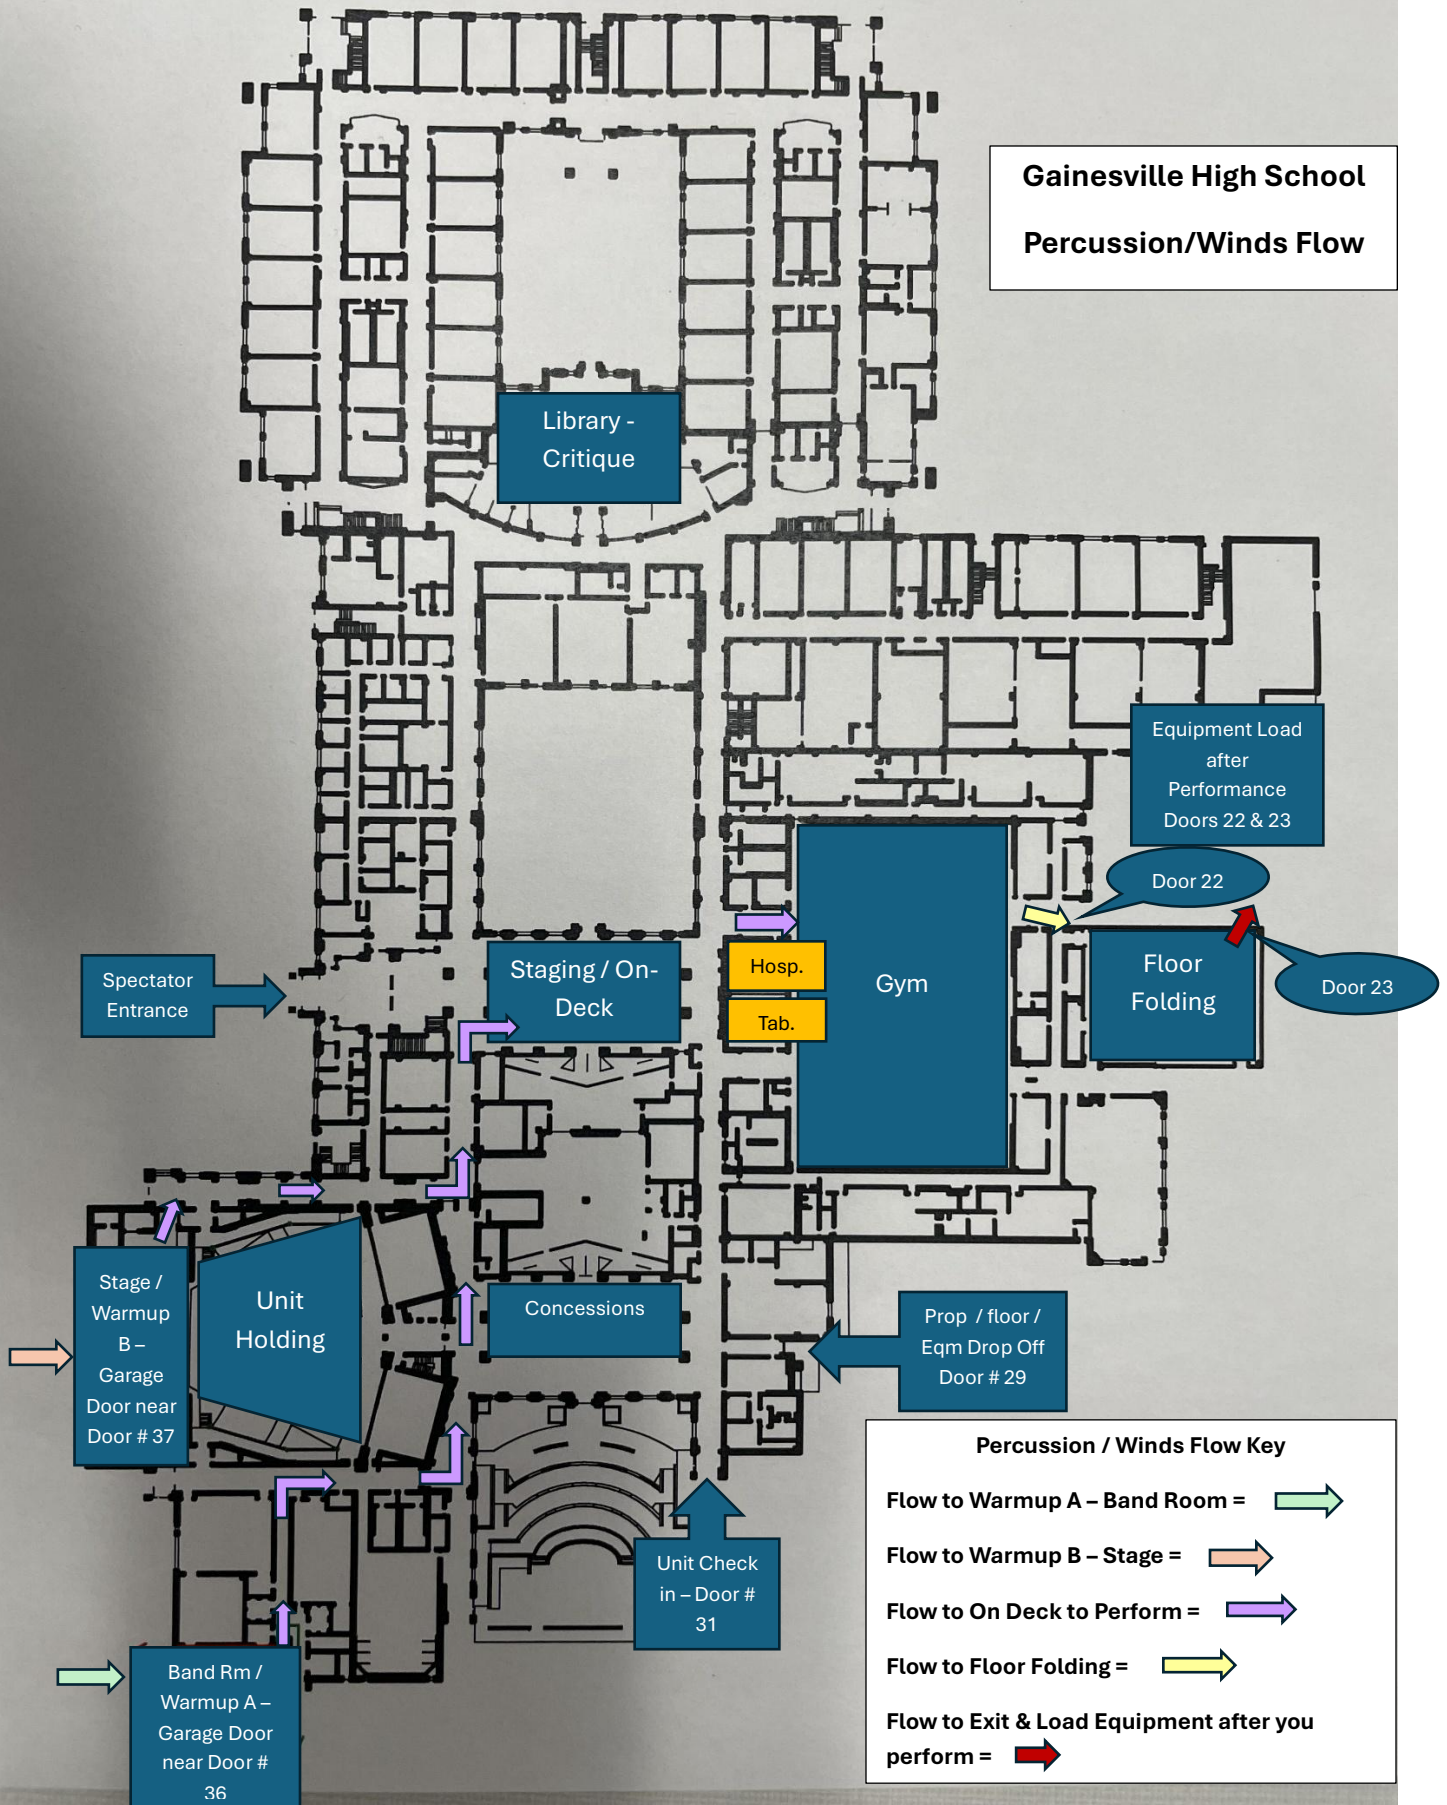 Gainesville High School
Percussion/Winds Flow
Library -
Critique
Equipment Load
after
Performance
Doors 22 & 23
Door 22
Door 23
Floor
Folding
Gym
Hosp.
Tab.
Staging / On-
Deck
Spectator
Entrance
Stage /
Warmup
B –
Garage
Door near
Door # 37
Unit
Holding
Concessions
Prop / floor /
Eqm Drop Off
Door # 29
Unit Check
in – Door #
31
Band Rm /
Warmup A –
Garage Door
near Door #
36
Percussion / Winds Flow Key
Flow to Warmup A – Band Room =
Flow to Warmup B – Stage =
Flow to On Deck to Perform =
Flow to Floor Folding =
Flow to Exit & Load Equipment after you
perform =